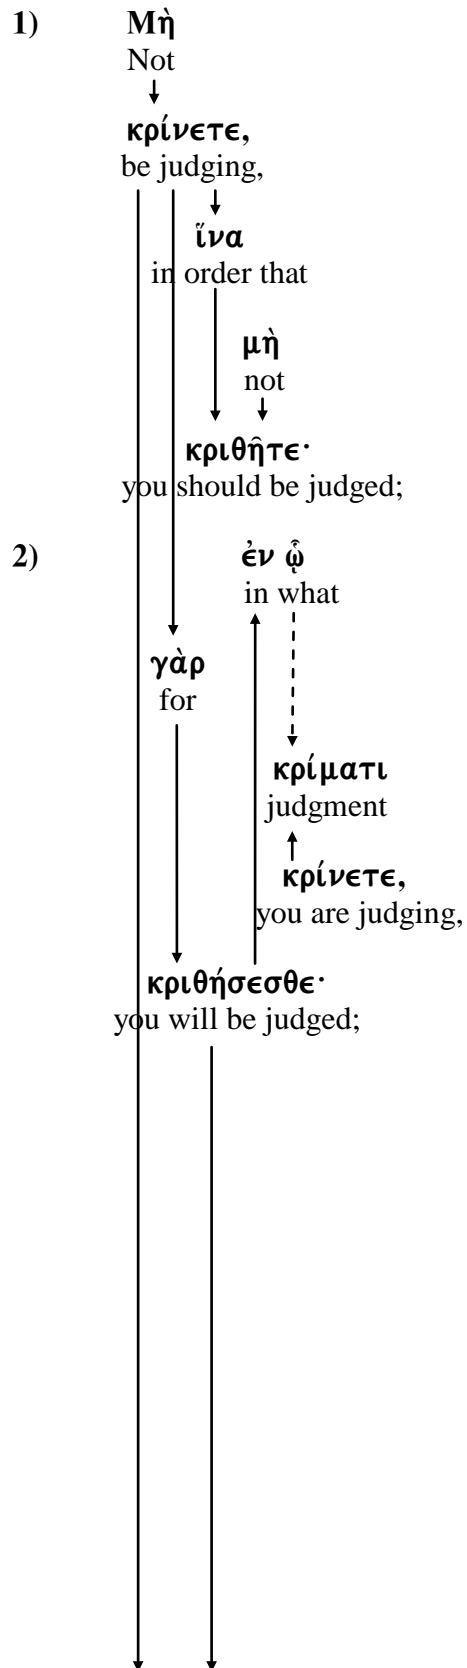 1) Μὴ
Not
κρίνετε,
be judging,
ἵνα
in order that
μὴ
not
κριθῆτε·
you should be judged;
2) ἐν ᾧ
in what
γὰρ
for
κρίματι
judgment
κρίνετε,
you are judging,
κριθήσεσθε·
you will be judged;